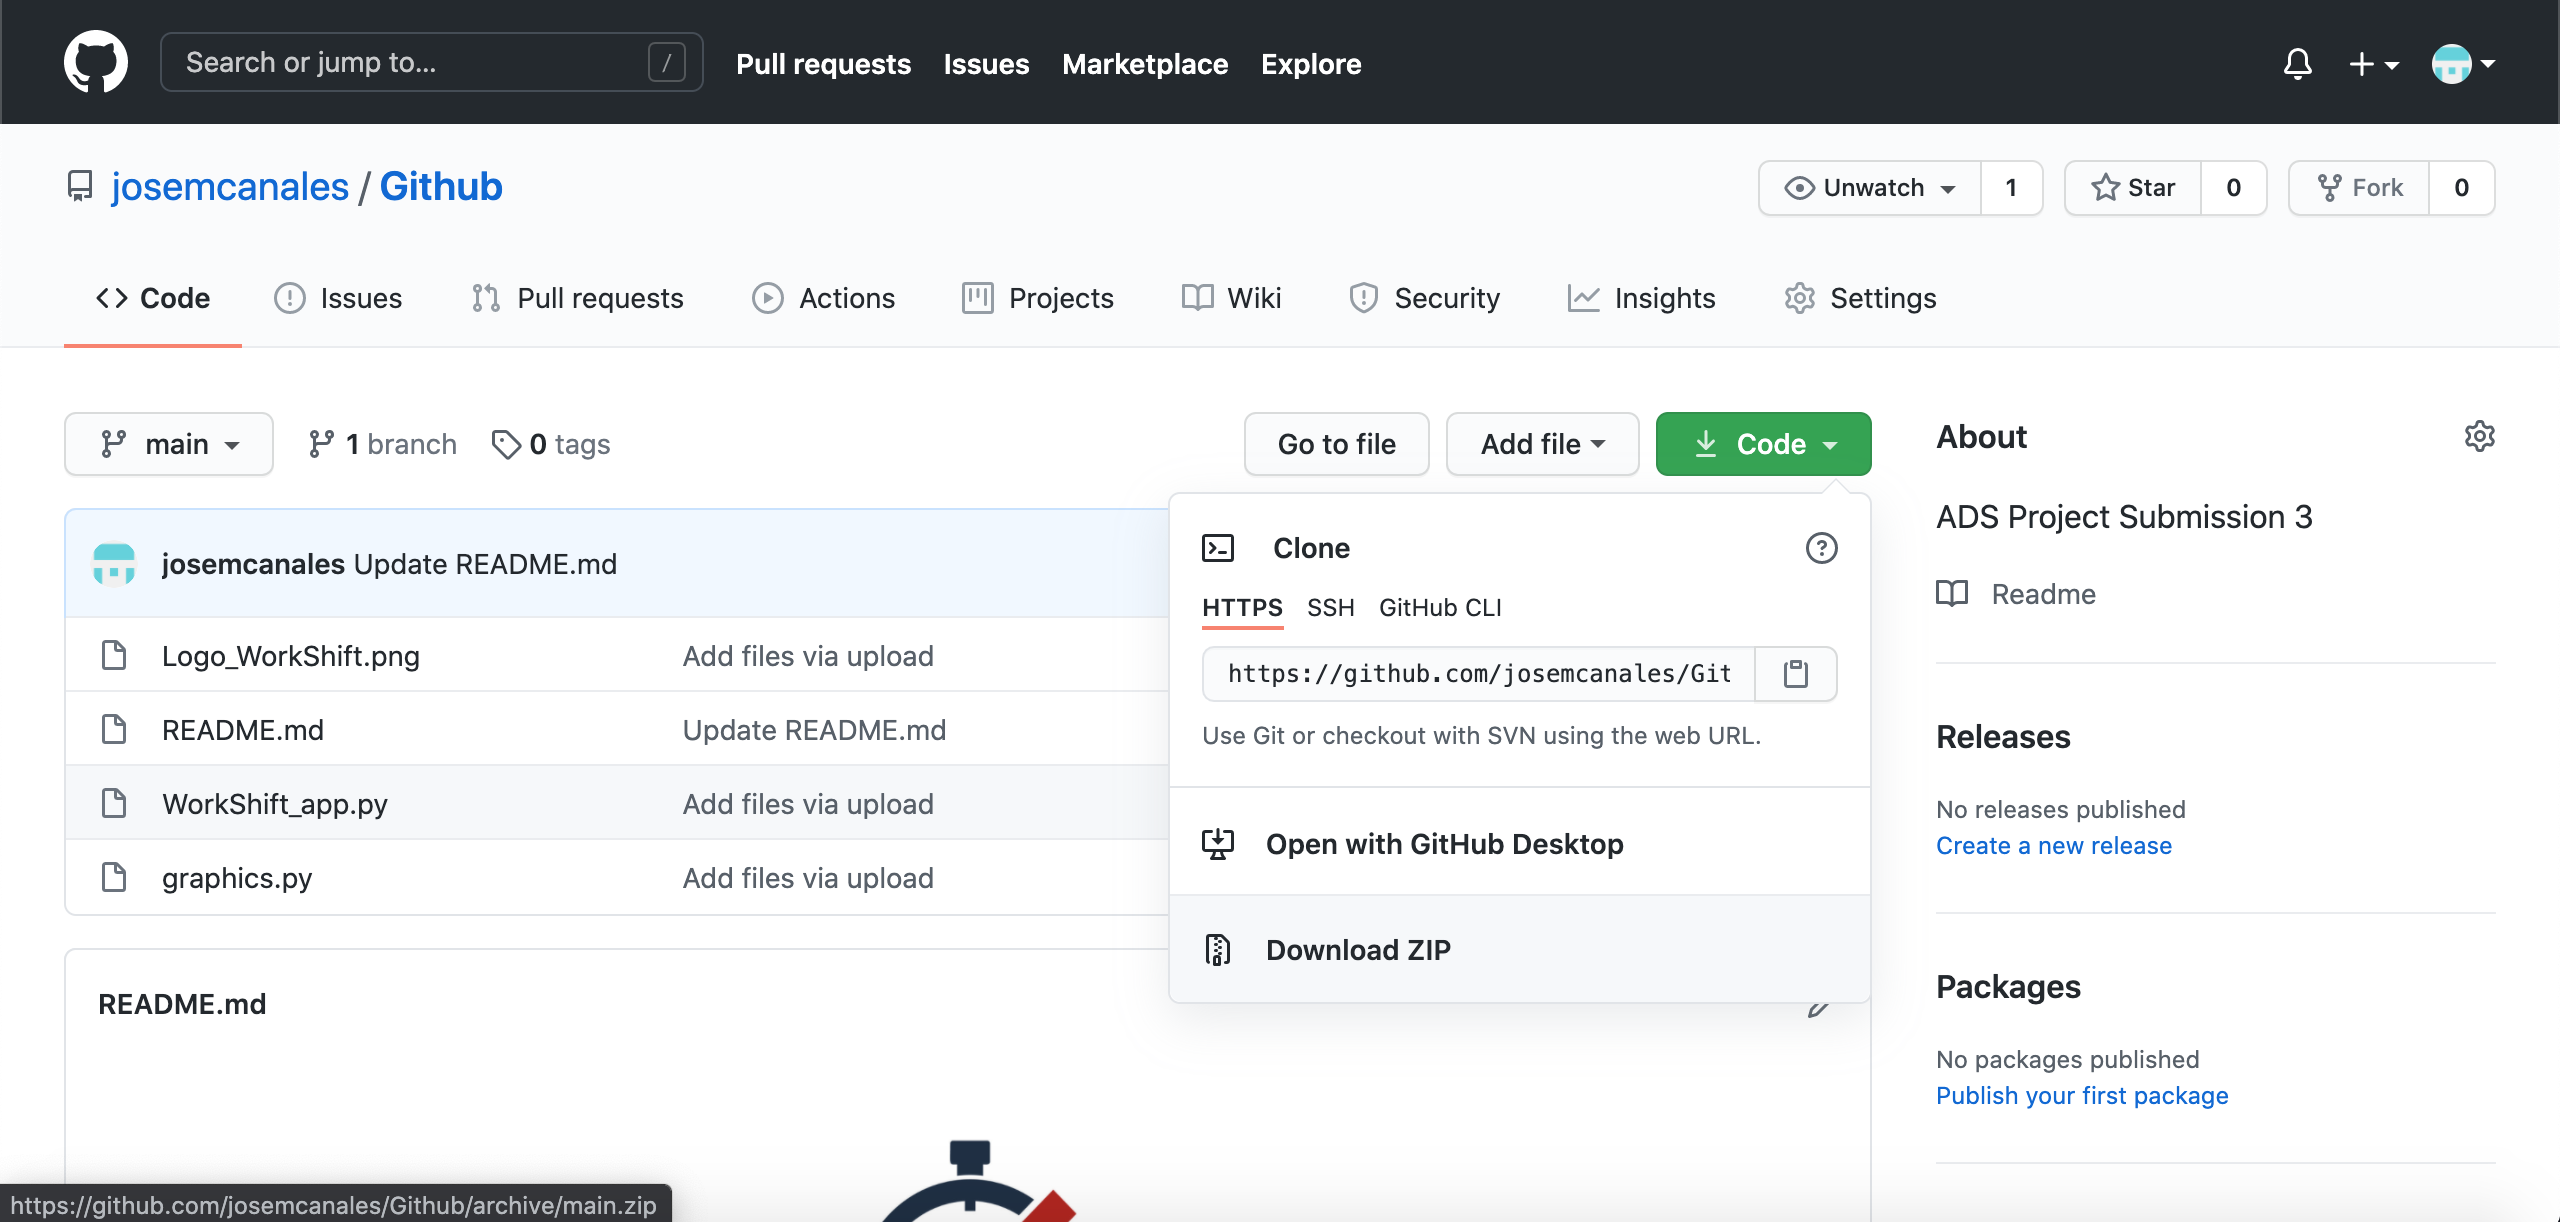 Search or jump to... /
Pull requests Issues Marketplace Explore
josemcanales / Github
Unwatch 1 Star 0 Fork 0
Code Issues Pull requests Actions Projects Wiki Security Insights Settings
main 1 branch 0 tags
Go to file Add file Code
josemcanales Update README.md
Logo_WorkShift.png Add files via upload
README.md Update README.md
WorkShift_app.py Add files via upload
graphics.py Add files via upload
Clone
HTTPS SSH GitHub CLI
https://github.com/josemcanales/Git
Use Git or checkout with SVN using the web URL.
Open with GitHub Desktop
Download ZIP
README.md
About
ADS Project Submission 3
Readme
Releases
No releases published
Create a new release
Packages
No packages published
Publish your first package
https://github.com/josemcanales/Github/archive/main.zip